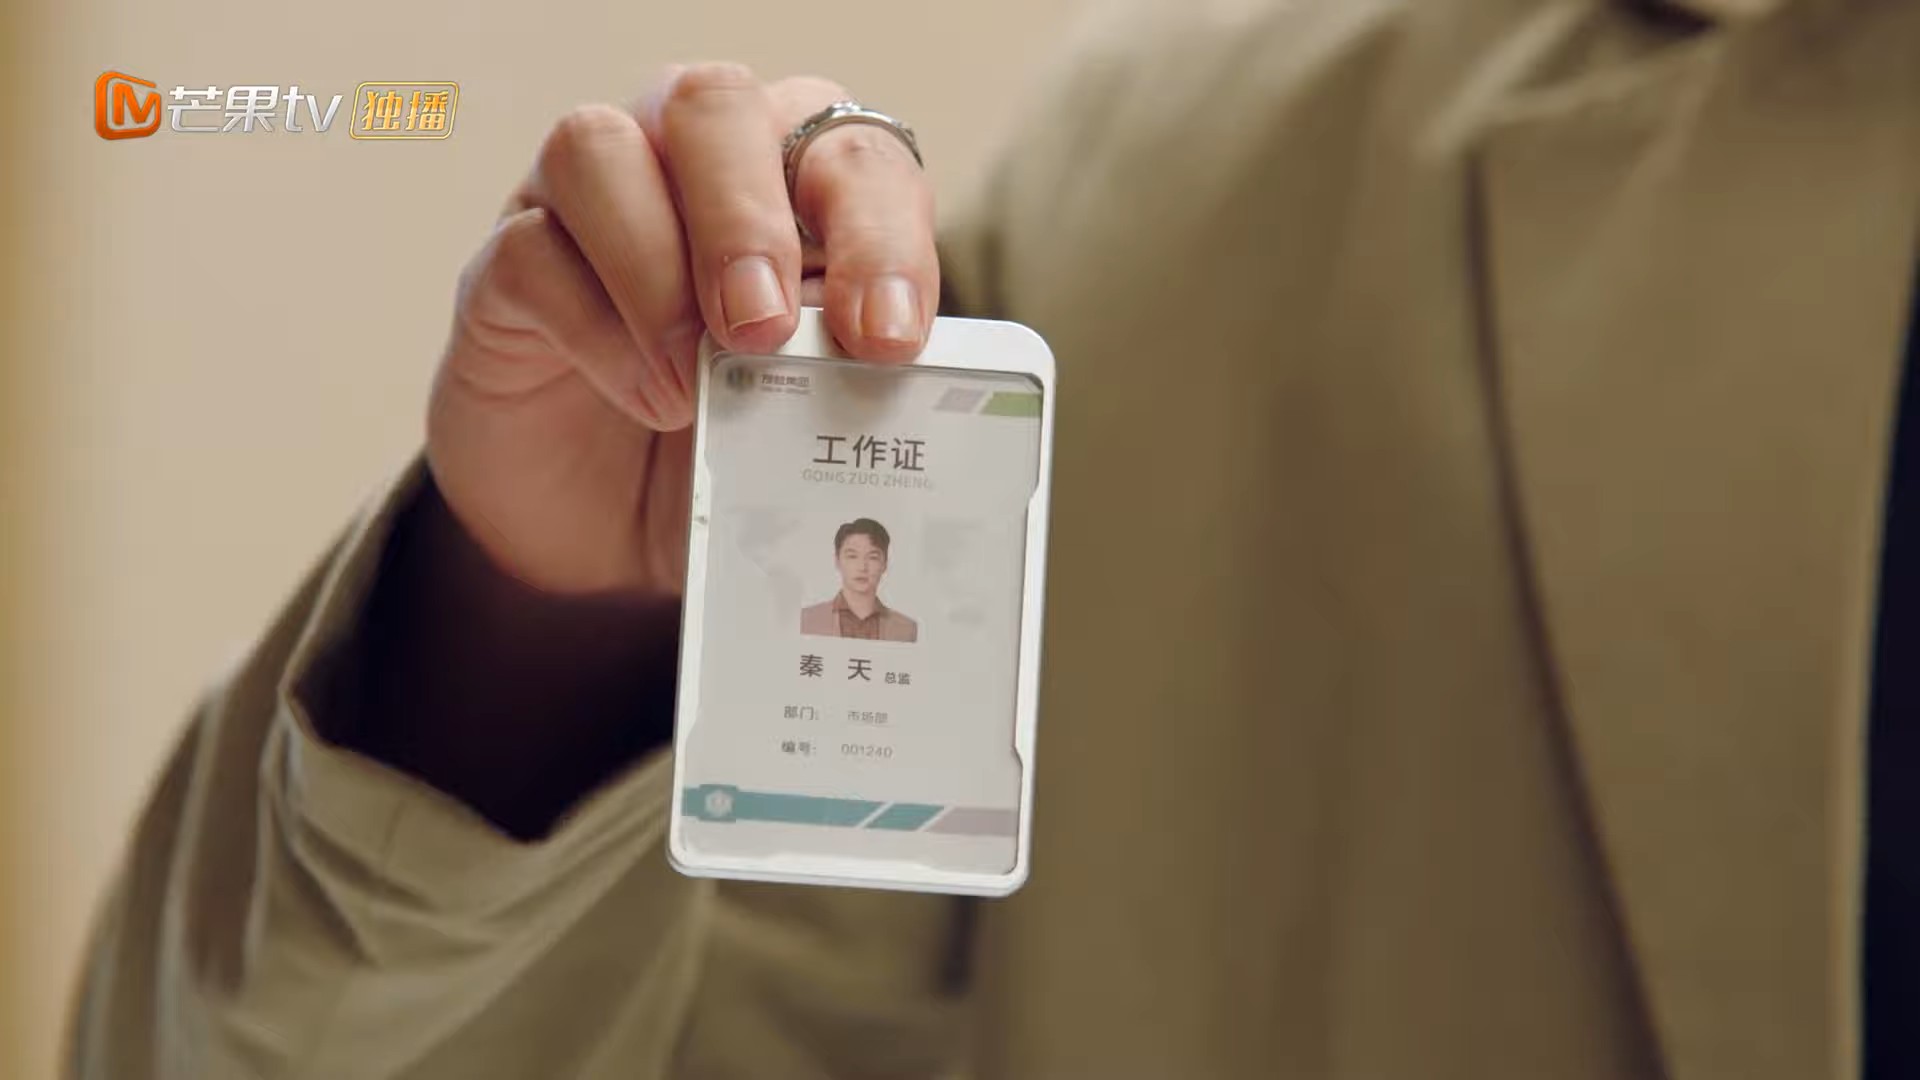 芒果tv 独播
工作证
GONG ZUO ZHENG
秦 天 总监
部门: 市场部
编号: 001240